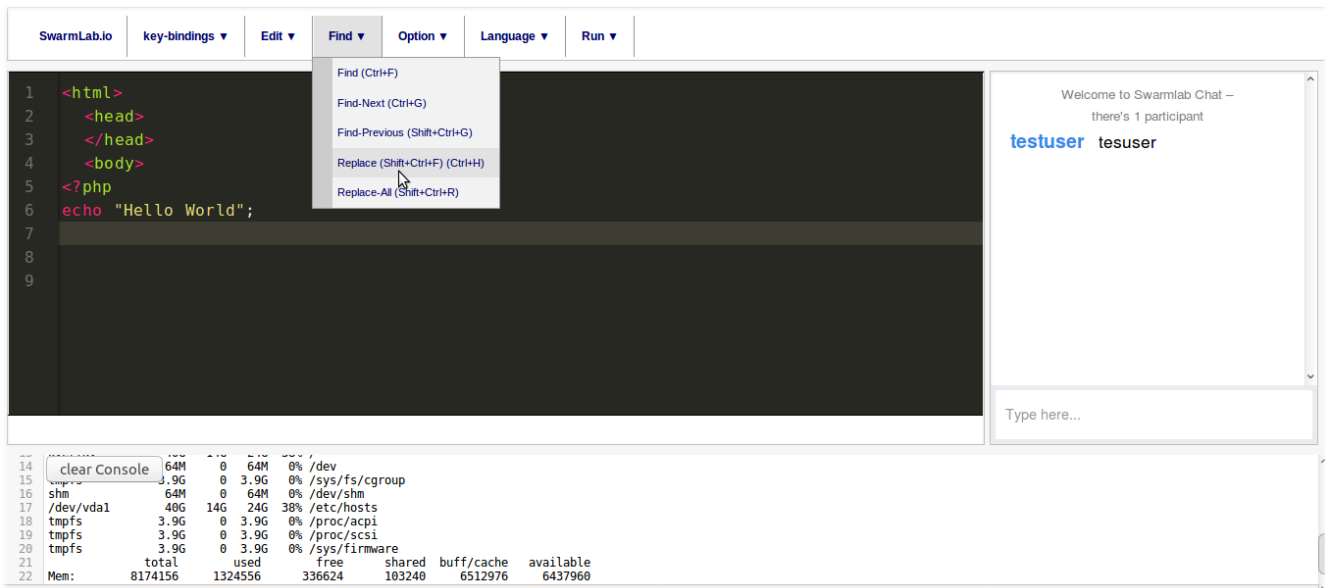 SwarmLab.io key-bindings ▼ Edit ▼ Find ▼ Option ▼ Language ▼ Run ▼
Find (Ctrl+F)
Find-Next (Ctrl+G)
Find-Previous (Shift+Ctrl+G)
Replace (Shift+Ctrl+F) (Ctrl+H)
Replace-All (Shift+Ctrl+R)
1 <html>
2 <head>
3 </head>
4 <body>
5 <?php
6 echo "Hello World";
7
8
9
Welcome to Swarmlab Chat –
there's 1 participant
testuser tesuser
Type here...
clear Console
14 64M 0 64M 0% /dev
15 tmpfs 3.9G 0 3.9G 0% /sys/fs/cgroup
16 shm 64M 0 64M 0% /dev/shm
17 /dev/vda1 40G 14G 24G 38% /etc/hosts
18 tmpfs 3.9G 0 3.9G 0% /proc/acpi
19 tmpfs 3.9G 0 3.9G 0% /proc/scsi
20 tmpfs 3.9G 0 3.9G 0% /sys/firmware
21 total used free shared buff/cache available
22 Mem: 8174156 1324556 336624 103240 6512976 6437960